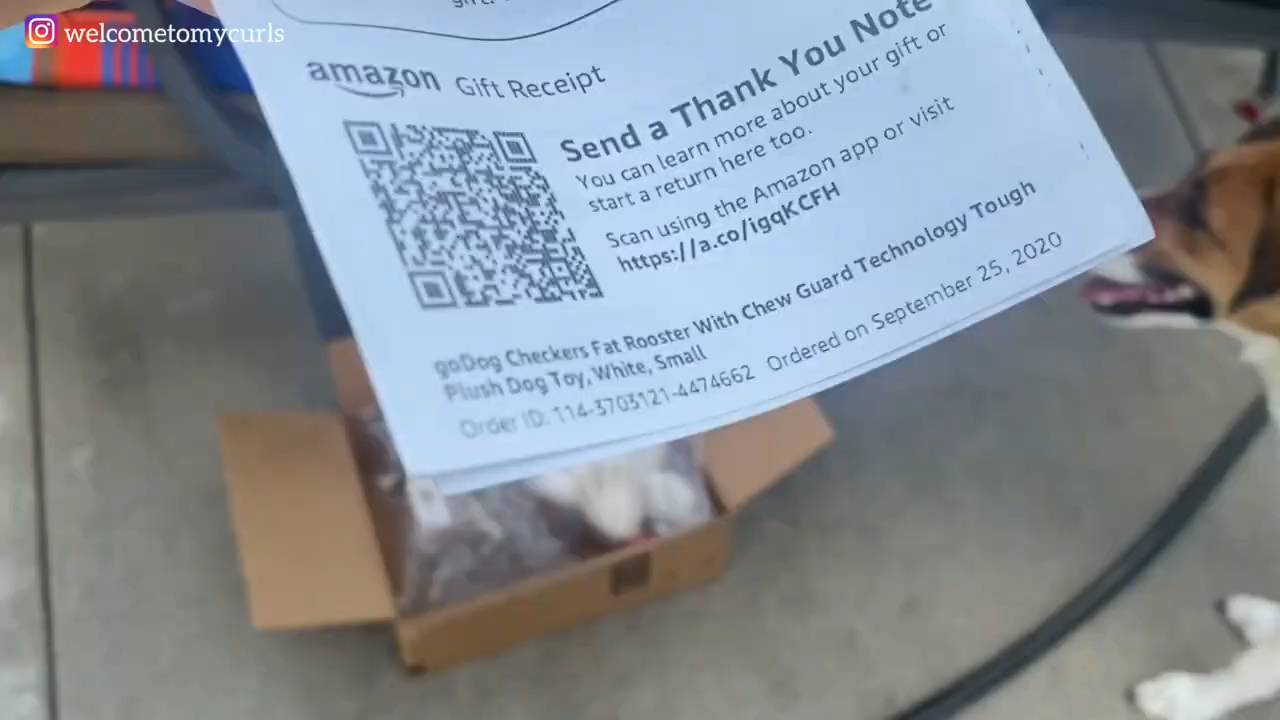 welcometomycurls
gift.
amazon Gift Receipt
Send a Thank You Note
You can learn more about your gift or
start a return here too.
Scan using the Amazon app or visit
https://a.co/igqKCFH
goDog Checkers Fat Rooster With Chew Guard Technology Tough
Plush Dog Toy, White, Small
Order ID: 114-3703121-4474662 Ordered on September 25, 2020